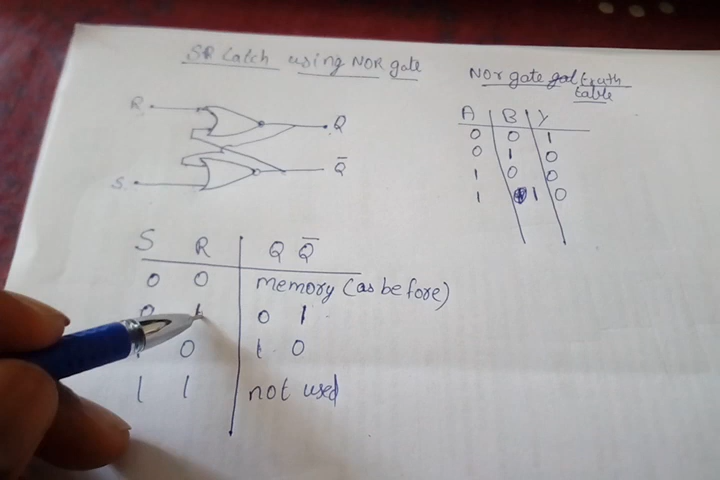 SR Latch using NOR gate
R Q
S Q̅
S R Q Q̅
0 0 memory (as before)
0 1 0 1
1 0 1 0
1 1 not used
Nor gate truth
table
A B Y
0 0 1
0 1 0
1 0 0
1 1 0